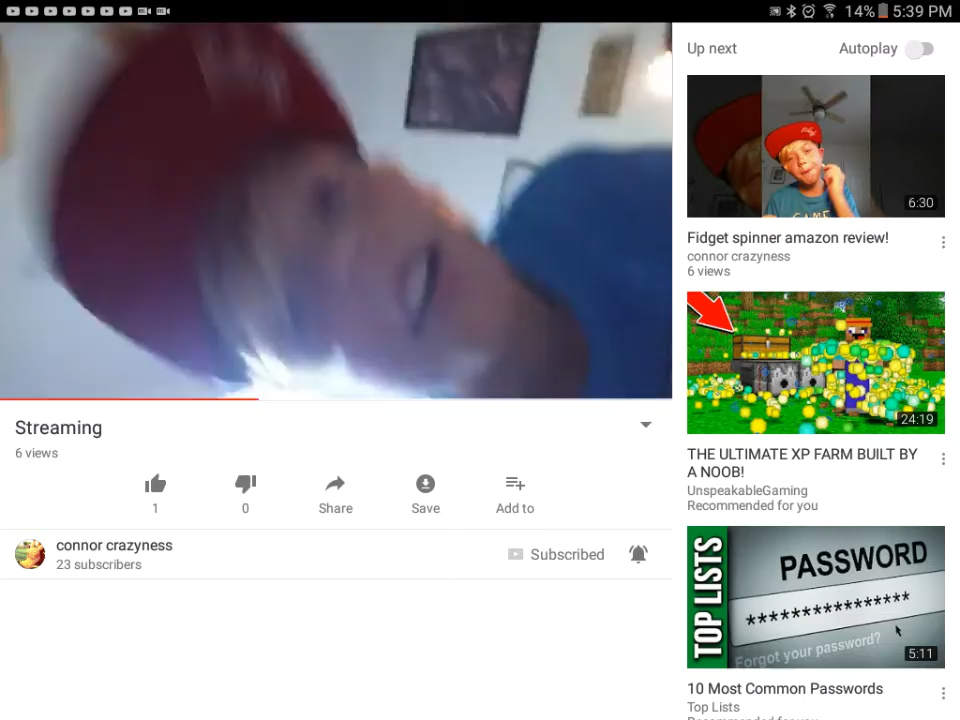 14% 5:39 PM
Up next
Autoplay
6:30
Fidget spinner amazon review!
connor crazyness
6 views
24:19
THE ULTIMATE XP FARM BUILT BY
A NOOB!
UnspeakableGaming
Recommended for you
TOP LISTS
PASSWORD
****************
Forgot your password?
5:11
10 Most Common Passwords
Top Lists
Recommended for you
Streaming
6 views
1
0
Share
Save
Add to
connor crazyness
23 subscribers
Subscribed